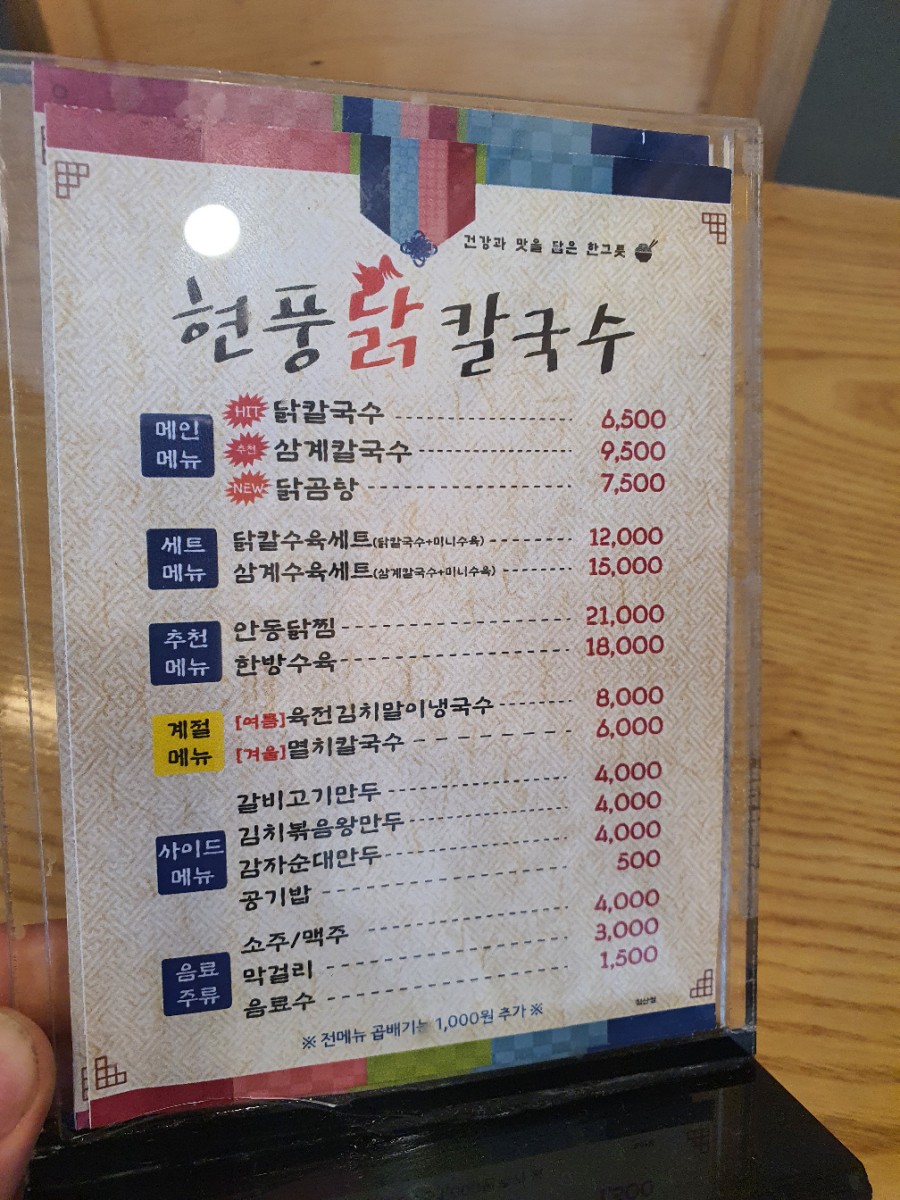 건강과 맛을 담은 한그릇
현풍닭칼국수
메인 메뉴
HIT 닭칼국수 6,500
추천 삼계칼국수 9,500
NEW 닭곰탕 7,500
세트 메뉴
닭칼수육세트(닭칼국수+미니수육) 12,000
삼계수육세트(삼계칼국수+미니수육) 15,000
추천 메뉴
안동닭찜 21,000
한방수육 18,000
계절 메뉴
[여름]육전김치말이냉국수 8,000
[겨울]멸치칼국수 6,000
사이드 메뉴
갈비고기만두 4,000
김치볶음왕만두 4,000
감자순대만두 4,000
공기밥 500
음료 주류
소주/맥주 4,000
막걸리 3,000
음료수 1,500
※ 전메뉴 곱배기는 1,000원 추가 ※